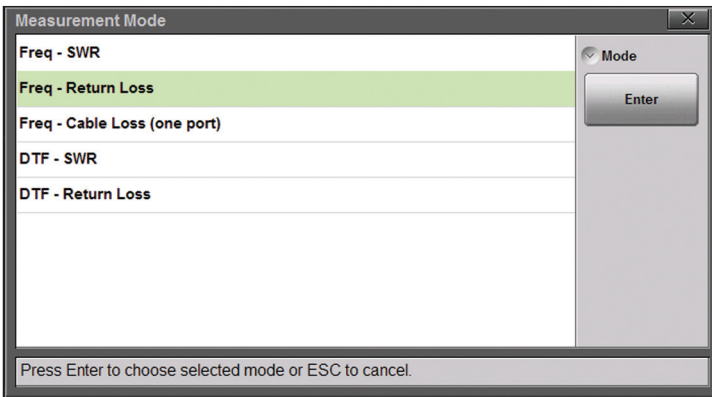 Measurement Mode
Freq - SWR
Freq - Return Loss
Freq - Cable Loss (one port)
DTF - SWR
DTF - Return Loss
Mode
Enter
Press Enter to choose selected mode or ESC to cancel.